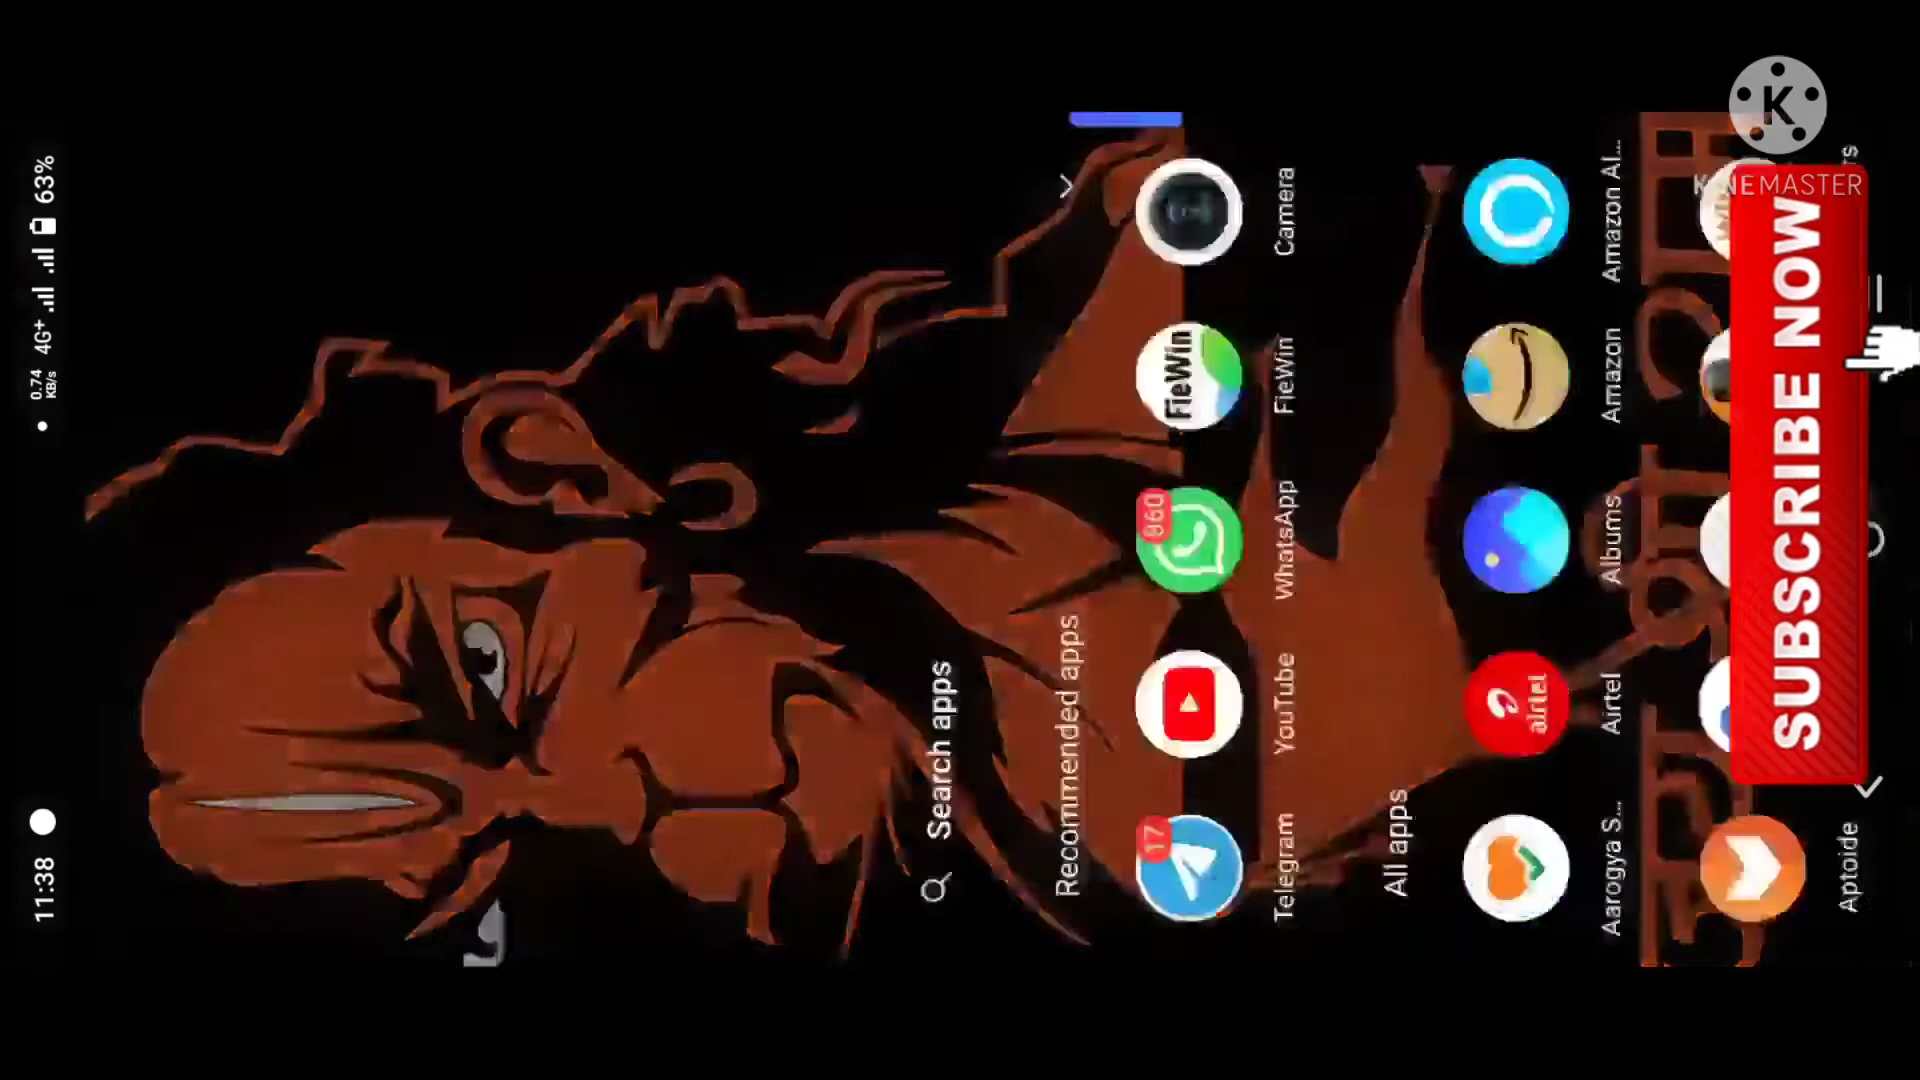 11:38
0.74
KB/s
4G+
63%
Search apps
Recommended apps
17
860
FieWin
Telegram
YouTube
WhatsApp
FieWin
Camera
All apps
airtel
Aarogya S...
Airtel
Albums
Amazon
Amazon Al...
Aptoide
K
KINEMASTER
SUBSCRIBE NOW